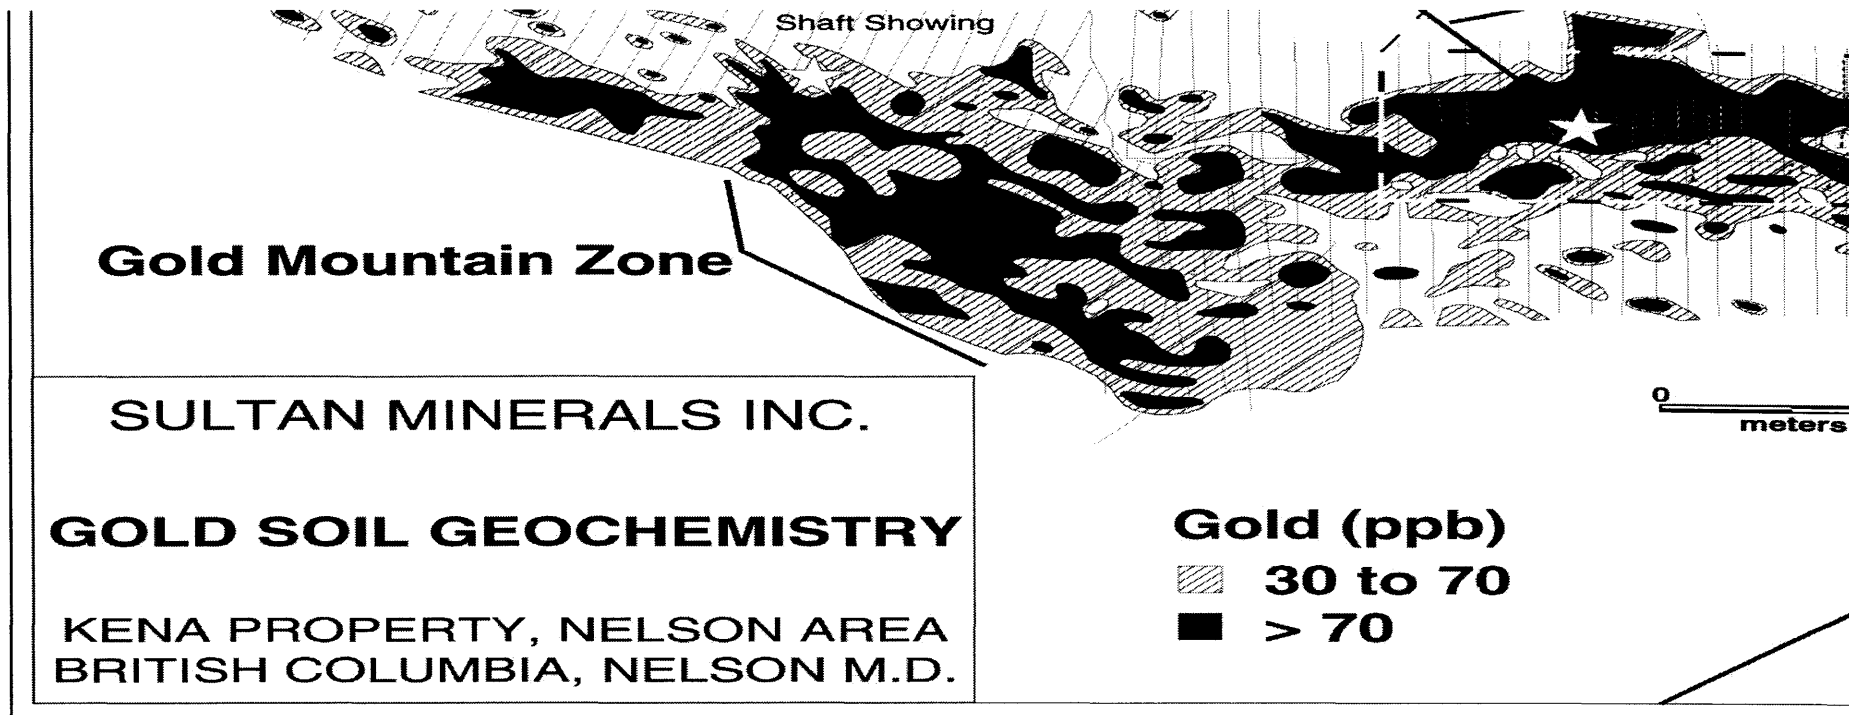 Shaft Showing
Gold Mountain Zone
0
meters
SULTAN MINERALS INC.
GOLD SOIL GEOCHEMISTRY
KENA PROPERTY, NELSON AREA
BRITISH COLUMBIA, NELSON M.D.
Gold (ppb)
30 to 70
> 70